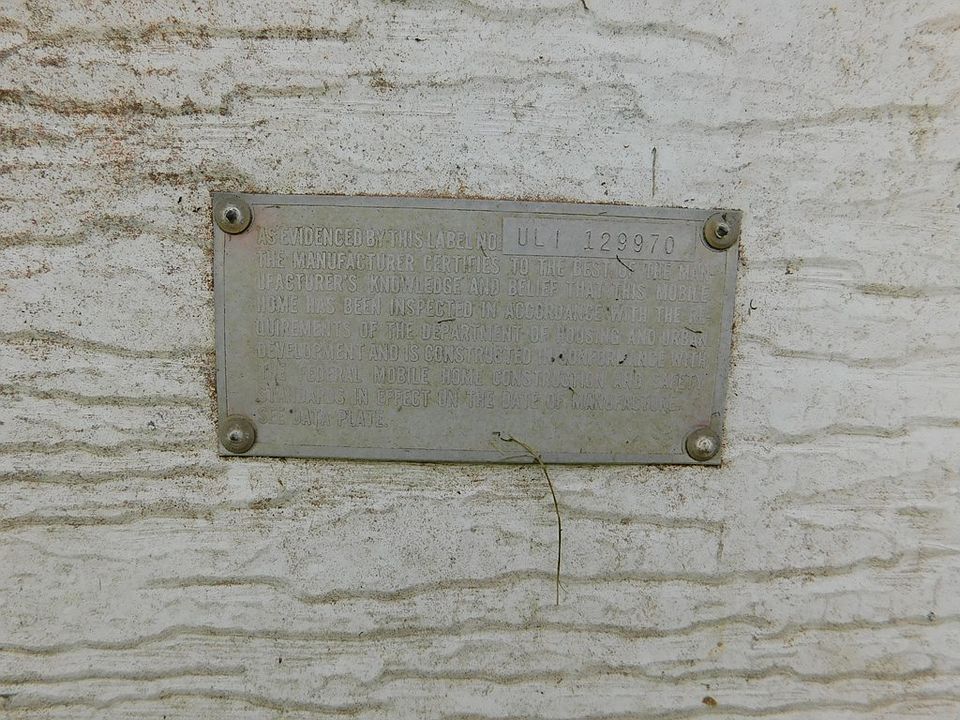 AS EVIDENCED BY THIS LABEL NO. ULI 129970
THE MANUFACTURER CERTIFIES TO THE BEST OF THE MAN-
UFACTURER'S KNOWLEDGE AND BELIEF THAT THIS MOBILE
HOME HAS BEEN INSPECTED IN ACCORDANCE WITH THE RE-
QUIREMENTS OF THE DEPARTMENT OF HOUSING AND URBAN
DEVELOPMENT AND IS CONSTRUCTED IN CONFORMANCE WITH
THE FEDERAL MOBILE HOME CONSTRUCTION AND SAFETY
STANDARDS IN EFFECT ON THE DATE OF MANUFACTURE.
SEE DATA PLATE.